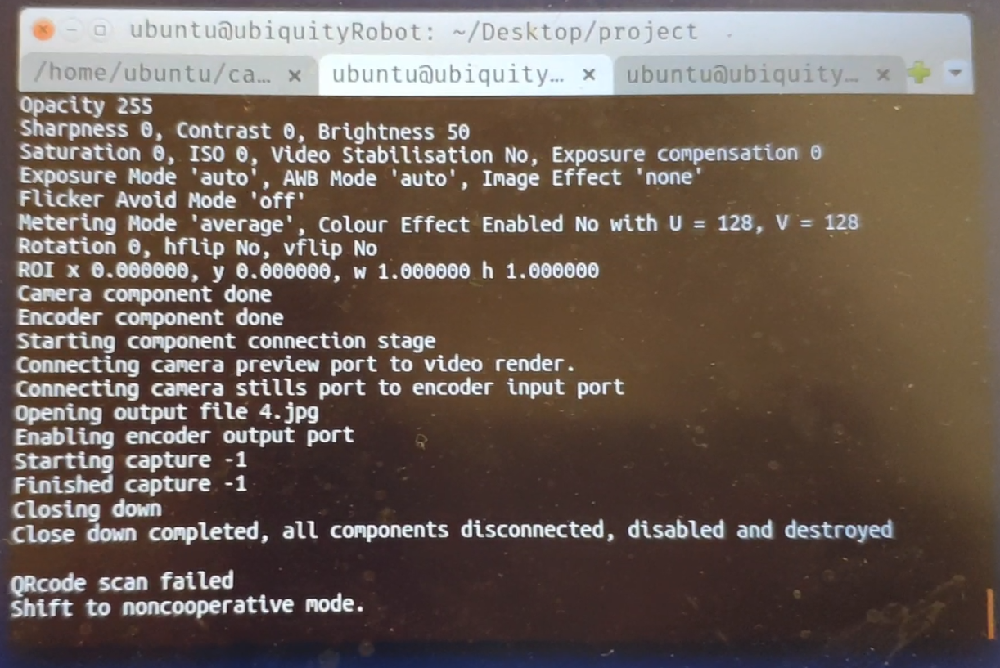 ubuntu@ubiquityRobot: ~/Desktop/project
/home/ubuntu/ca… × ubuntu@ubiquity… × ubuntu@ubiquity… ×
Opacity 255
Sharpness 0, Contrast 0, Brightness 50
Saturation 0, ISO 0, Video Stabilisation No, Exposure compensation 0
Exposure Mode 'auto', AWB Mode 'auto', Image Effect 'none'
Flicker Avoid Mode 'off'
Metering Mode 'average', Colour Effect Enabled No with U = 128, V = 128
Rotation 0, hflip No, vflip No
ROI x 0.000000, y 0.000000, w 1.000000 h 1.000000
Camera component done
Encoder component done
Starting component connection stage
Connecting camera preview port to video render.
Connecting camera stills port to encoder input port
Opening output file 4.jpg
Enabling encoder output port
Starting capture -1
Finished capture -1
Closing down
Close down completed, all components disconnected, disabled and destroyed
QRcode scan failed
Shift to noncooperative mode.